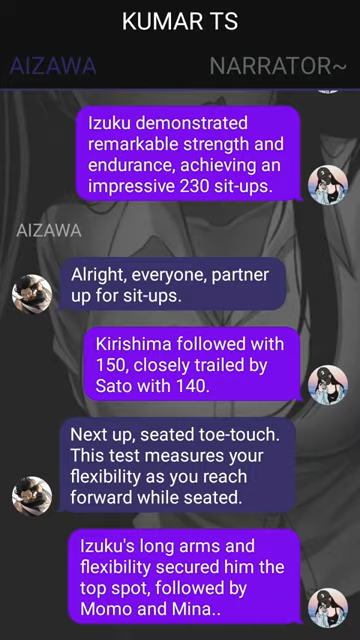 KUMAR TS
AIZAWA NARRATOR~
Izuku demonstrated
remarkable strength and
endurance, achieving an
impressive 230 sit-ups.
AIZAWA
Alright, everyone, partner
up for sit-ups.
Kirishima followed with
150, closely trailed by
Sato with 140.
Next up, seated toe-touch.
This test measures your
flexibility as you reach
forward while seated.
Izuku's long arms and
flexibility secured him the
top spot, followed by
Momo and Mina..